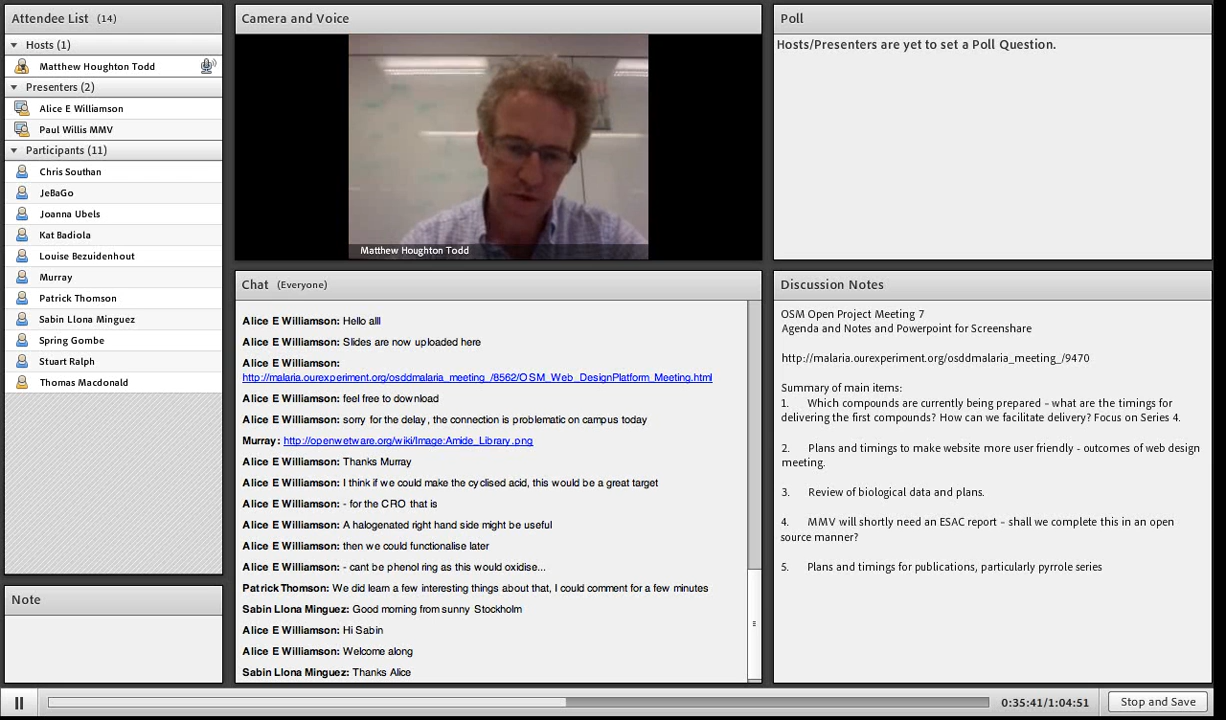 Attendee List (14)
Hosts (1)
Matthew Houghton Todd
Presenters (2)
Alice E Williamson
Paul Willis MMV
Participants (11)
Chris Southan
JeBaGo
Joanna Ubels
Kat Badiola
Louise Bezuidenhout
Murray
Patrick Thomson
Sabin Llona Minguez
Spring Gombe
Stuart Ralph
Thomas Macdonald
Note
Camera and Voice
Matthew Houghton Todd
Chat (Everyone)
Alice E Williamson: Hello alll
Alice E Williamson: Slides are now uploaded here
Alice E Williamson:
http://malaria.ourexperiment.org/osddmalaria_meeting_/8562/OSM_Web_DesignPlatform_Meeting.html
Alice E Williamson: feel free to download
Alice E Williamson: sorry for the delay, the connection is problematic on campus today
Murray: http://openwetware.org/wiki/Image:Amide_Library.png
Alice E Williamson: Thanks Murray
Alice E Williamson: I think if we could make the cyclised acid, this would be a great target
Alice E Williamson: - for the CRO that is
Alice E Williamson: A halogenated right hand side might be useful
Alice E Williamson: then we could functionalise later
Alice E Williamson: - cant be phenol ring as this would oxidise...
Patrick Thomson: We did learn a few interesting things about that, I could comment for a few minutes
Sabin Llona Minguez: Good morning from sunny Stockholm
Alice E Williamson: Hi Sabin
Alice E Williamson: Welcome along
Sabin Llona Minguez: Thanks Alice
Poll
Hosts/Presenters are yet to set a Poll Question.
Discussion Notes
OSM Open Project Meeting 7
Agenda and Notes and Powerpoint for Screenshare
http://malaria.ourexperiment.org/osddmalaria_meeting_/9470
Summary of main items:
1. Which compounds are currently being prepared - what are the timings for
delivering the first compounds? How can we facilitate delivery? Focus on Series 4.
2. Plans and timings to make website more user friendly - outcomes of web design
meeting.
3. Review of biological data and plans.
4. MMV will shortly need an ESAC report - shall we complete this in an open
source manner?
5. Plans and timings for publications, particularly pyrrole series
0:35:41/1:04:51
Stop and Save